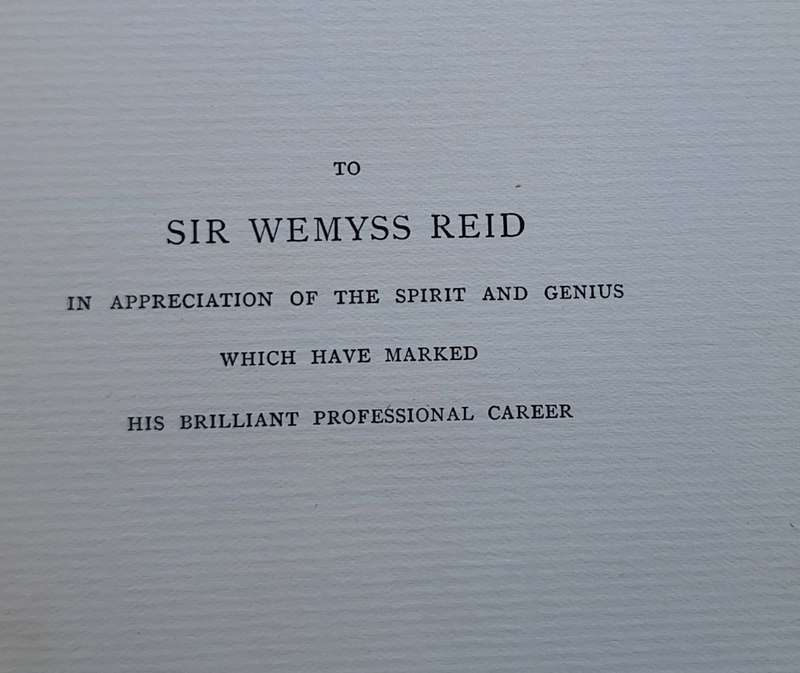 TO
SIR WEMYSS REID
IN APPRECIATION OF THE SPIRIT AND GENIUS
WHICH HAVE MARKED
HIS BRILLIANT PROFESSIONAL CAREER